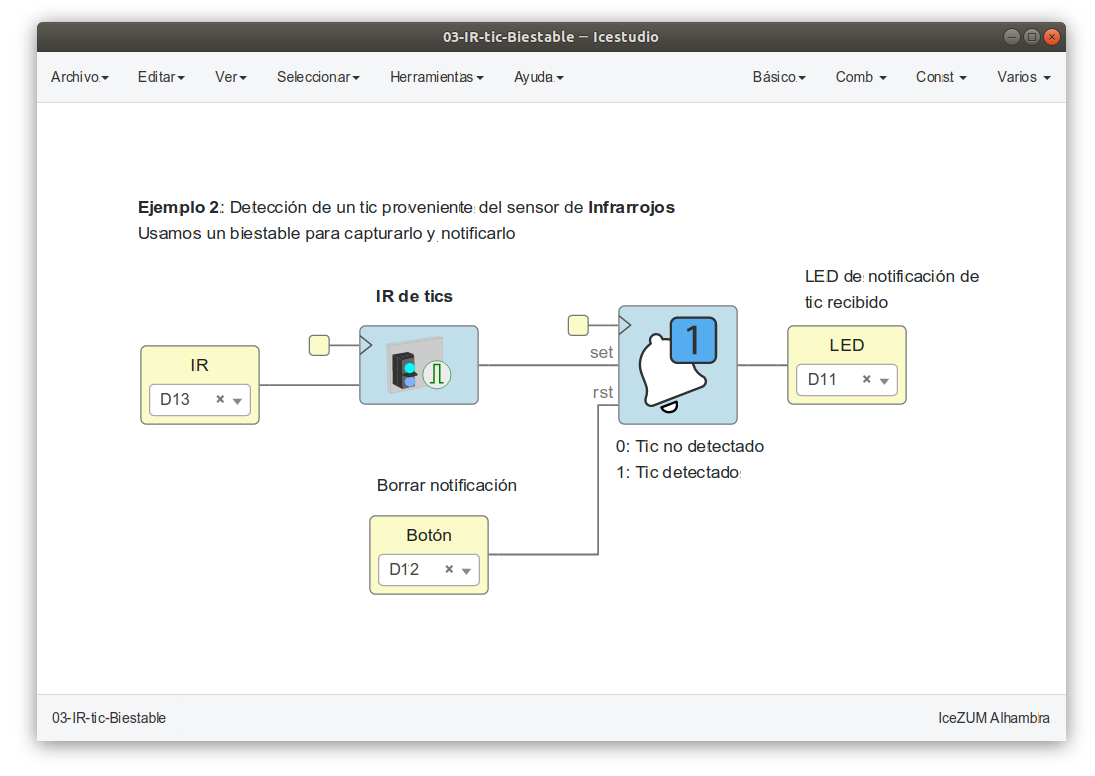 03-IR-tic-Biestable — Icestudio
Archivo Editar Ver Seleccionar Herramientas Ayuda Básico Comb Const Varios
Ejemplo 2: Detección de un tic proveniente del sensor de Infrarrojos
Usamos un biestable para capturarlo y notificarlo
LED de notificación de
tic recibido
IR de tics
IR
D13
set
rst
1
LED
D11
0: Tic no detectado
1: Tic detectado
Borrar notificación
Botón
D12
03-IR-tic-Biestable
IceZUM Alhambra